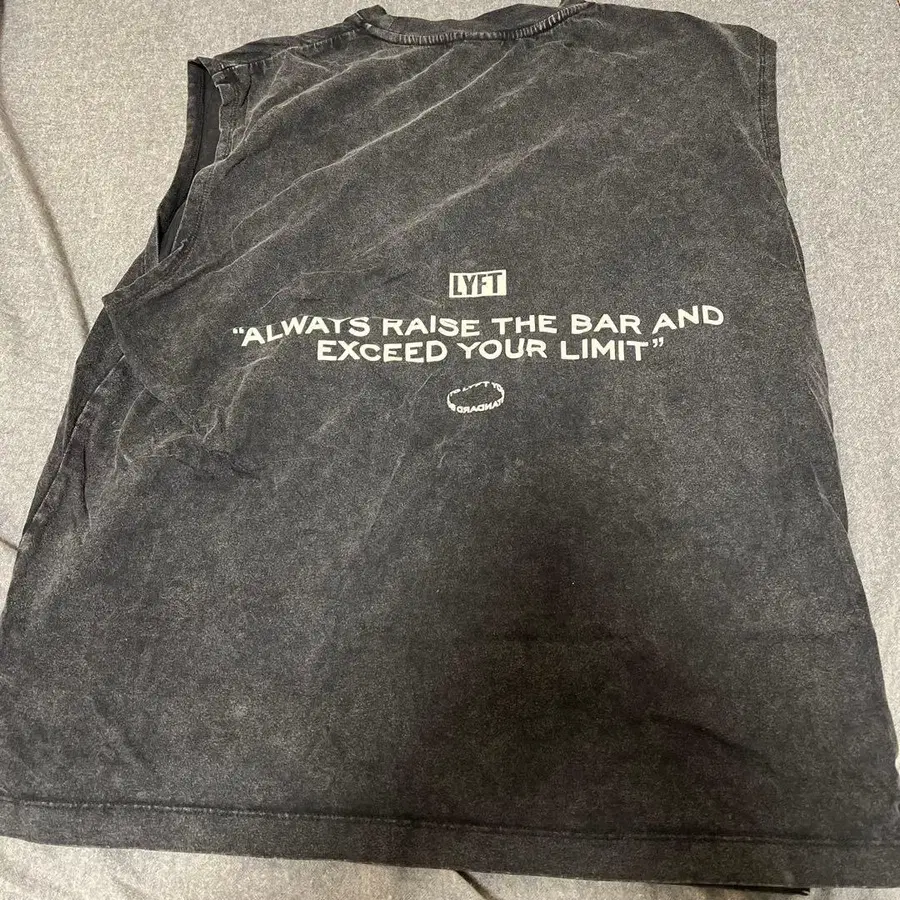 LYFT
“ALWAYS RAISE THE BAR AND
EXCEED YOUR LIMIT”